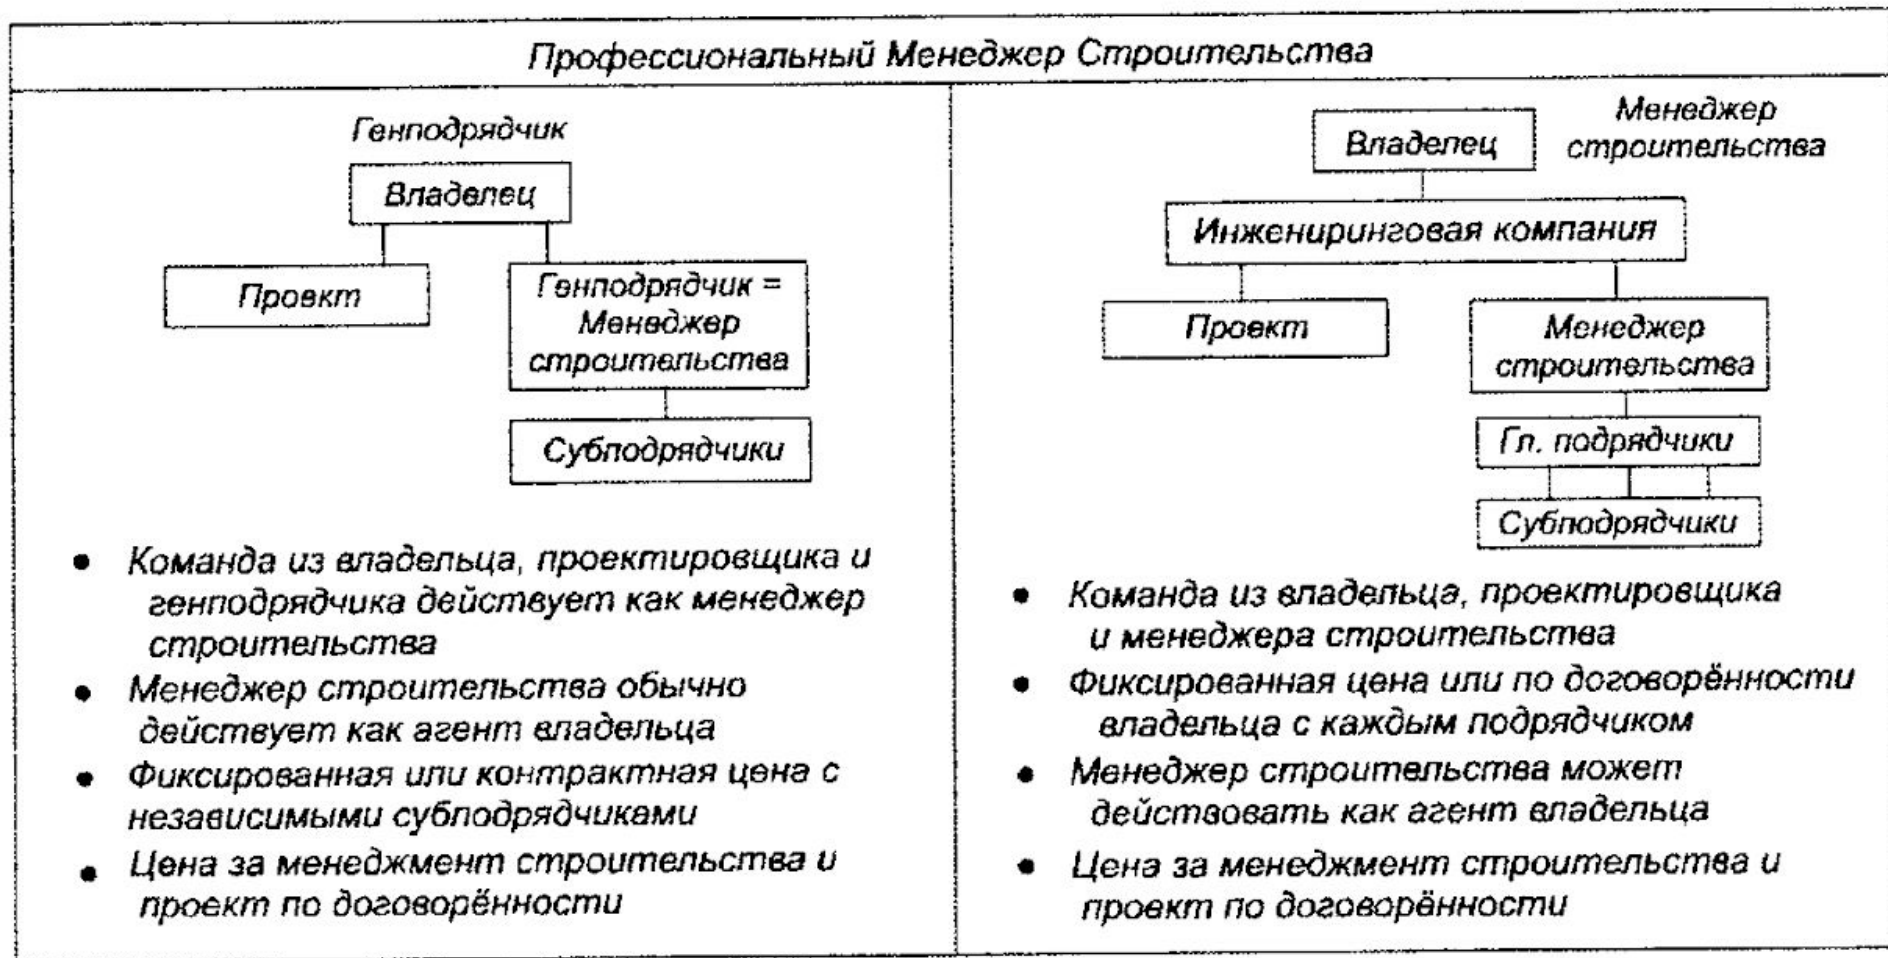 Профессиональный Менеджер Строительства
Генподрядчик
Владелец
Проект
Генподрядчик =
Менеджер
строительства
Субподрядчики
• Команда из владельца, проектировщика и
генподрядчика действует как менеджер
строительства
• Менеджер строительства обычно
действует как агент владельца
• Фиксированная или контрактная цена с
независимыми субподрядчиками
• Цена за менеджмент строительства и
проект по договорённости
Менеджер
строительства
Владелец
Инжениринговая компания
Проект
Менеджер
строительства
Гл. подрядчики
Субподрядчики
• Команда из владельца, проектировщика
и менеджера строительства
• Фиксированная цена или по договорённости
владельца с каждым подрядчиком
• Менеджер строительства может
действовать как агент владельца
• Цена за менеджмент строительства и
проект по договорённости